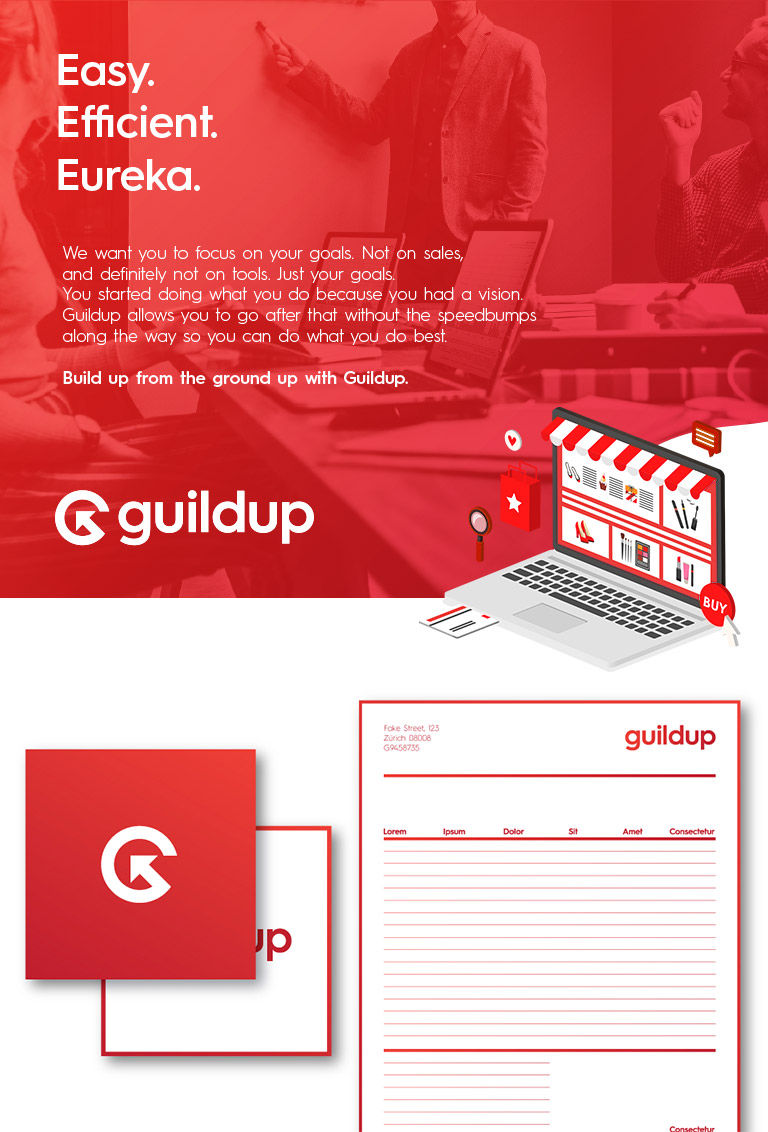 Easy.
Efficient.
Eureka.
We want you to focus on your goals. Not on sales,
and definitely not on tools. Just your goals.
You started doing what you do because you had a vision.
Guildup allows you to go after that without the speedbumps
along the way so you can do what you do best.
Build up from the ground up with Guildup.
guildup
BUY
Fake Street, 123
Zürich 08008
G9458735
guildup
Lorem Ipsum Dolor Sit Amet Consectetur
up
Consectetur